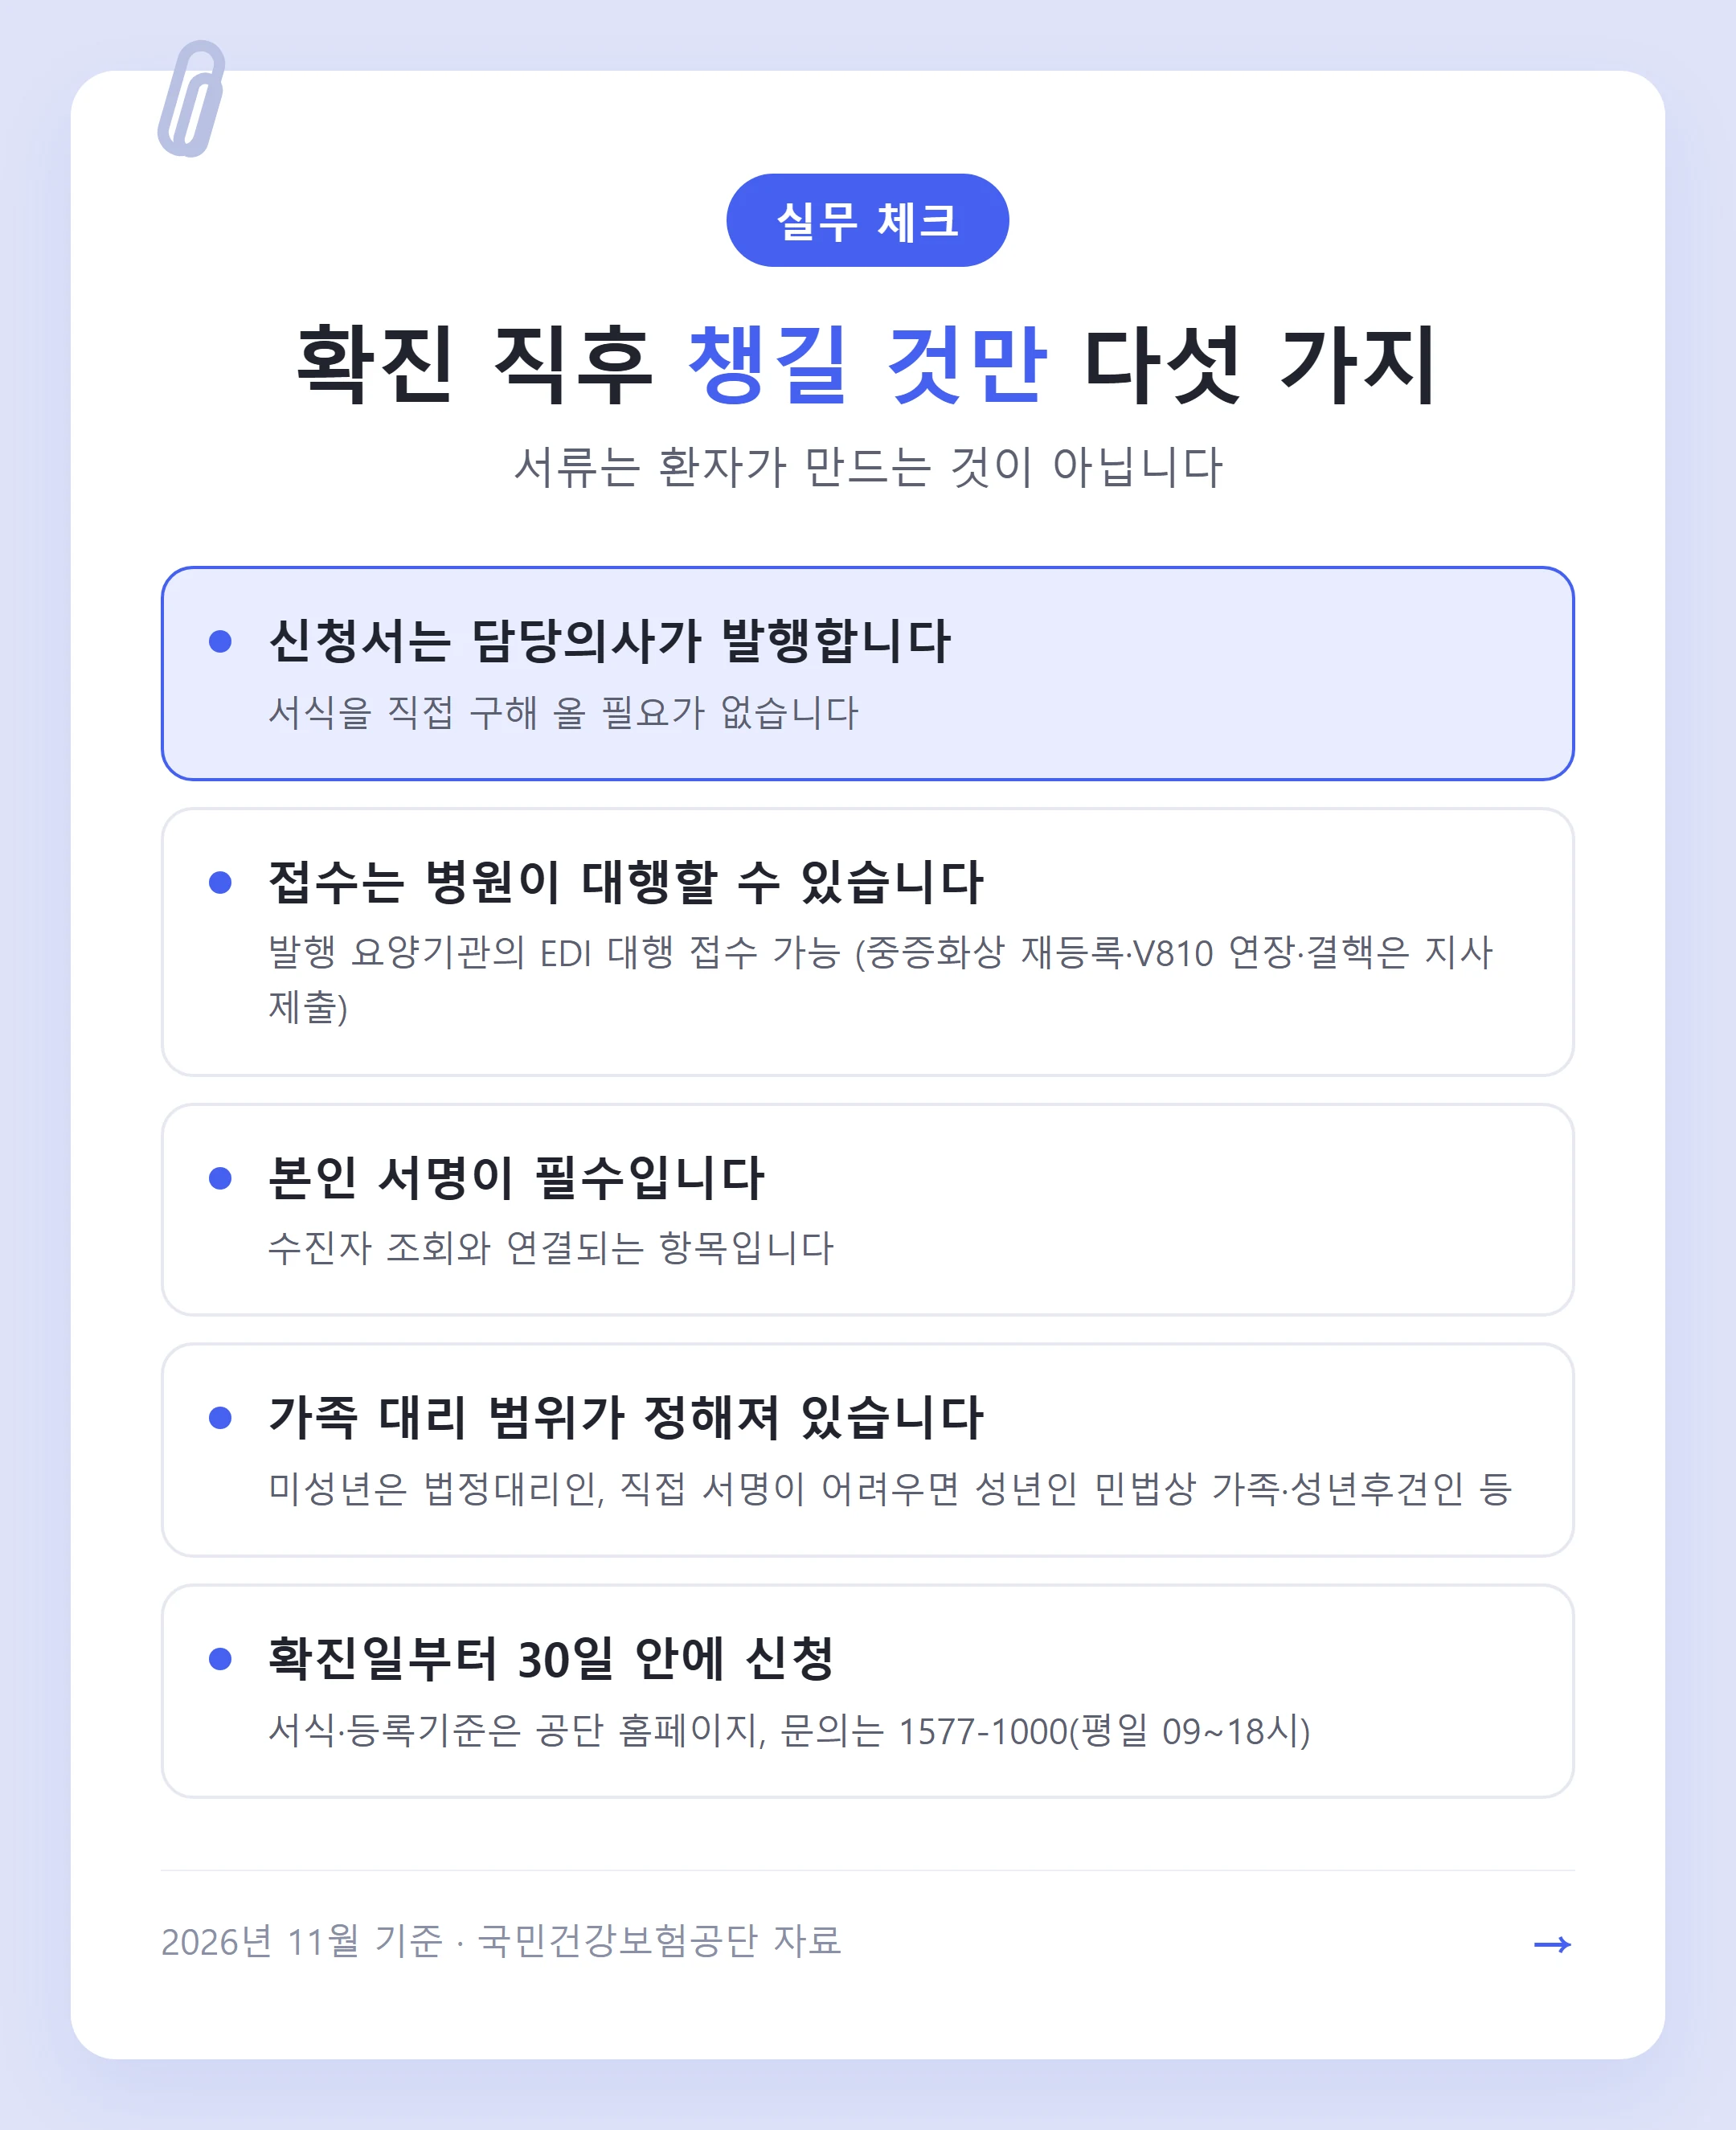 실무 체크
확진 직후 챙길 것만 다섯 가지
서류는 환자가 만드는 것이 아닙니다
신청서는 담당의사가 발행합니다
서식을 직접 구해 올 필요가 없습니다
접수는 병원이 대행할 수 있습니다
발행 요양기관의 EDI 대행 접수 가능 (중증화상 재등록·V810 연장·결핵은 지사
제출)
본인 서명이 필수입니다
수진자 조회와 연결되는 항목입니다
가족 대리 범위가 정해져 있습니다
미성년은 법정대리인, 직접 서명이 어려우면 성년인 민법상 가족·성년후견인 등
확진일부터 30일 안에 신청
서식·등록기준은 공단 홈페이지, 문의는 1577-1000(평일 09~18시)
2026년 11월 기준 · 국민건강보험공단 자료 →